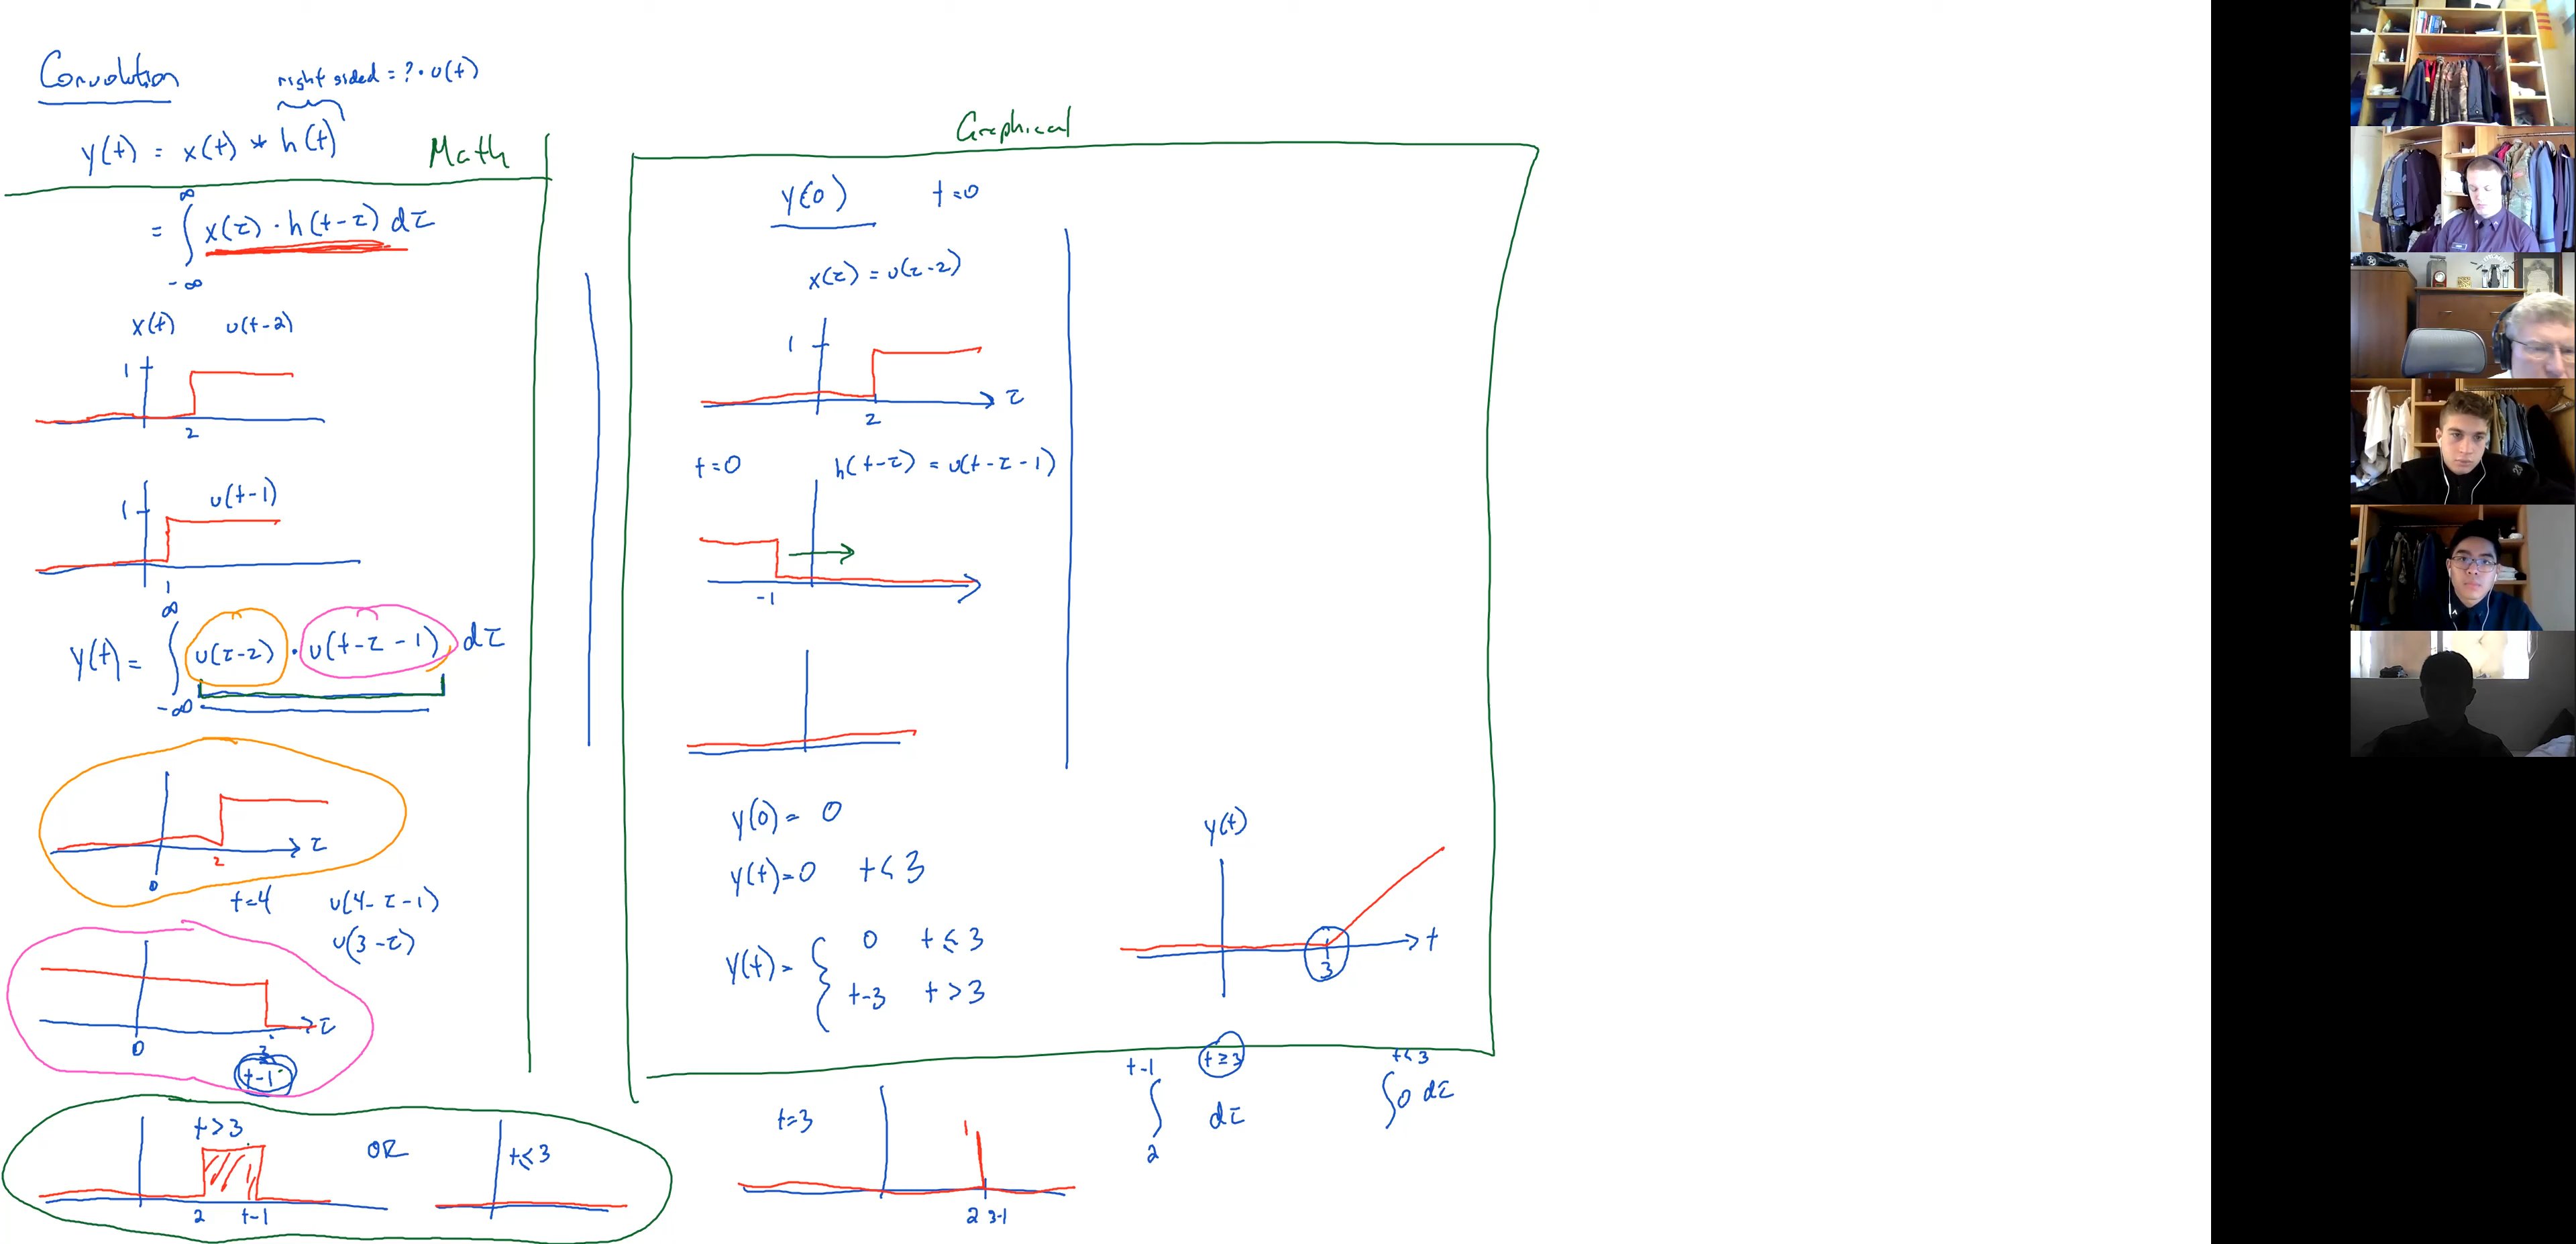 Convolution
right sided = ? · u(t)
y(t) = x(t) * h(t)
Math
= ∫ x(τ) · h(t-τ) dτ
∞
-∞
x(t) u(t-2)
1
2
u(t-1)
1
1
y(t) = ∫ u(τ-2) · u(t-τ-1) dτ
∞
-∞
τ
2
0
t=4 u(4-τ-1)
u(3-τ)
τ
0
3
t-1
t>3
OR
t≤3
2 t-1
Graphical
y(0) t=0
x(τ) = u(τ-2)
1
τ
2
t=0 h(t-τ) = u(t-τ-1)
-1
y(0) = 0
y(t)=0 t<3
y(t) = { 0 t≤3
t-3 t>3
y(t)
t
3
t=3
1
2 3-1
t≥3
∫ dτ
t-1
2
t<3
∫0 dτ